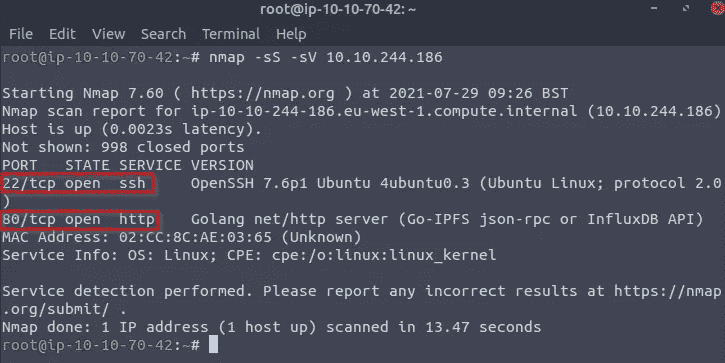 root@ip-10-10-70-42:~
File Edit View Search Terminal Help
root@ip-10-10-70-42:~# nmap -sS -sV 10.10.244.186
Starting Nmap 7.60 ( https://nmap.org ) at 2021-07-29 09:26 BST
Nmap scan report for ip-10-10-244-186.eu-west-1.compute.internal (10.10.244.186)
Host is up (0.0023s latency).
Not shown: 998 closed ports
PORT   STATE SERVICE VERSION
22/tcp open  ssh     OpenSSH 7.6p1 Ubuntu 4ubuntu0.3 (Ubuntu Linux; protocol 2.0
)
80/tcp open  http    Golang net/http server (Go-IPFS json-rpc or InfluxDB API)
MAC Address: 02:CC:8C:AE:03:65 (Unknown)
Service Info: OS: Linux; CPE: cpe:/o:linux:linux_kernel
Service detection performed. Please report any incorrect results at https://nmap
.org/submit/ .
Nmap done: 1 IP address (1 host up) scanned in 13.47 seconds
root@ip-10-10-70-42:~#